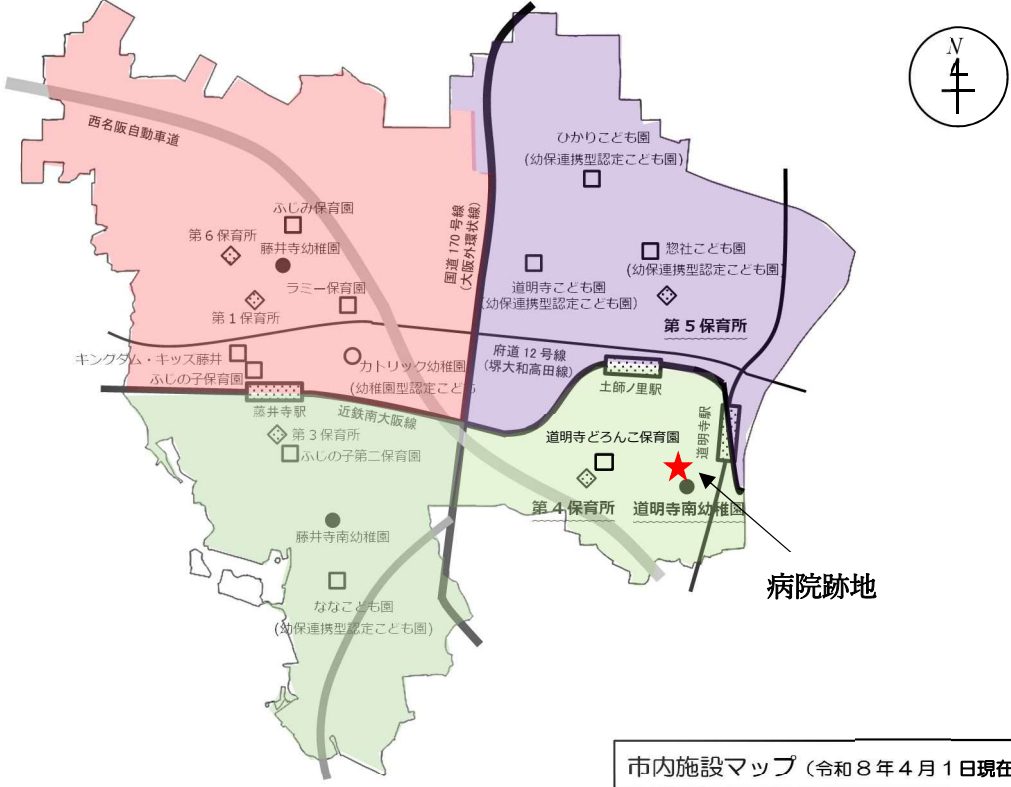 N
西名阪自動車道
ひかりこども園
(幼保連携型認定こども園)
ふじみ保育園
第6保育所
藤井寺幼稚園
国道170号線
(大阪外環状線)
惣社こども園
(幼保連携型認定こども園)
道明寺こども園
(幼保連携型認定こども園)
ラミー保育園
第1保育所
第5保育所
キングダム・キッズ藤井
ふじの子保育園
カトリック幼稚園
(幼稚園型認定こども
府道12号線
(堺大和高田線)
土師ノ里駅
藤井寺駅
近鉄南大阪線
道明寺駅
第3保育所
ふじの子第二保育園
道明寺どろんこ保育園
第4保育所
道明寺南幼稚園
藤井寺南幼稚園
病院跡地
ななこども園
(幼保連携型認定こども園)
市内施設マップ(令和8年4月1日現在